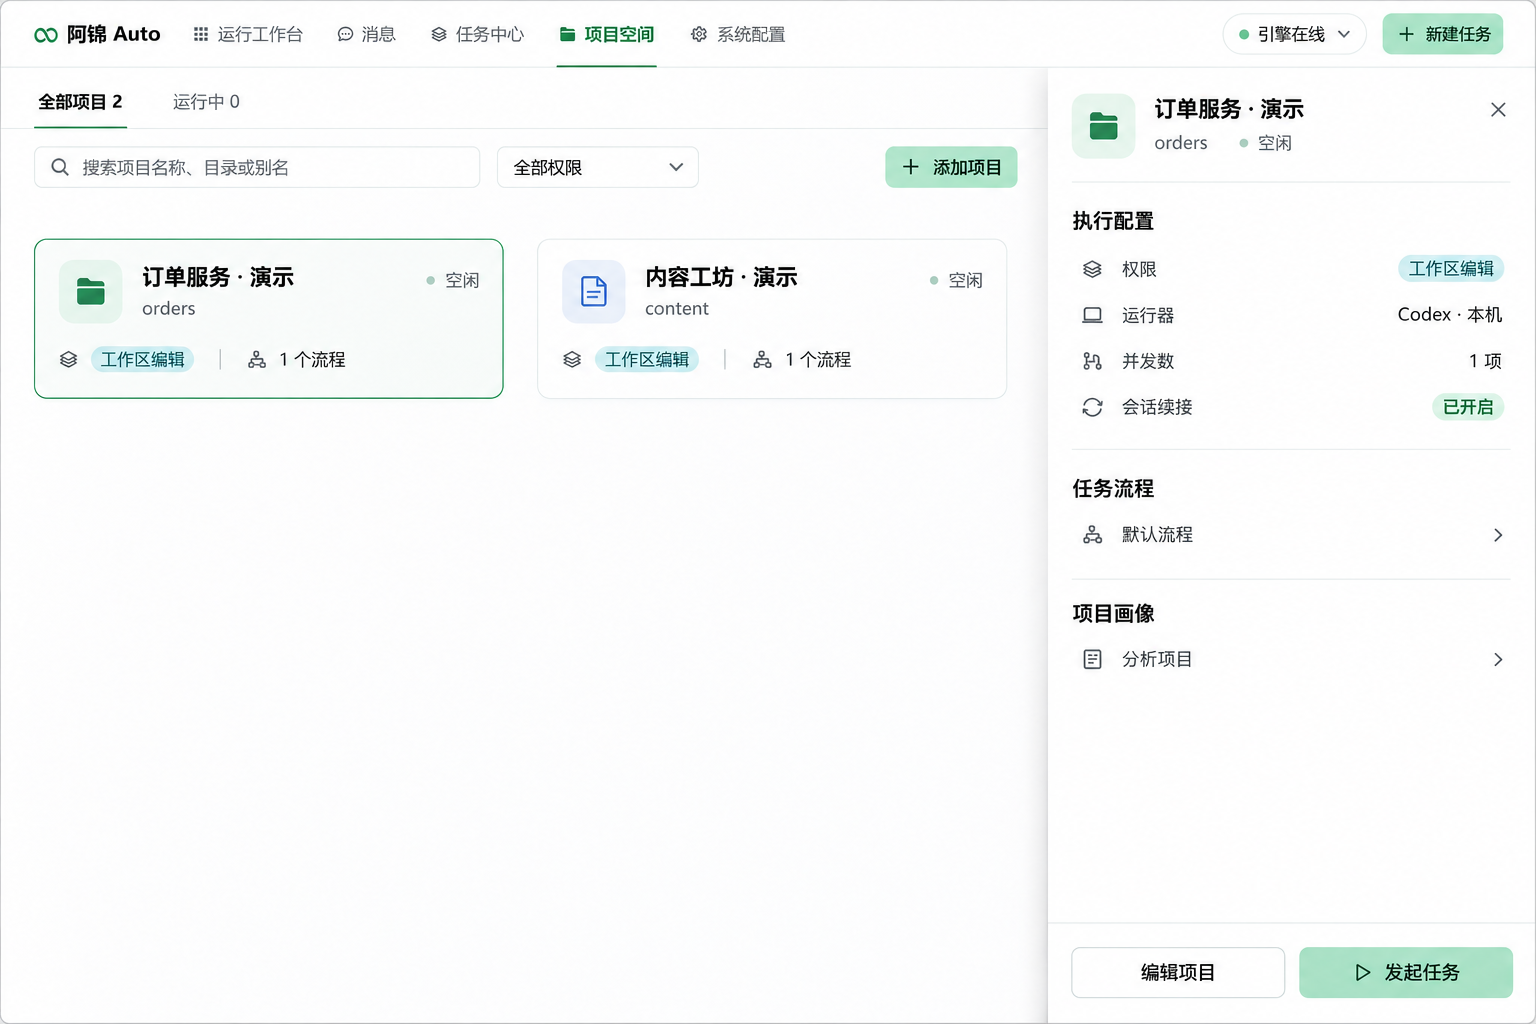 阿锦 Auto
运行工作台
消息
任务中心
项目空间
系统配置
引擎在线
新建任务
全部项目 2
运行中 0
搜索项目名称、目录或别名
全部权限
添加项目
订单服务 · 演示
空闲
orders
工作区编辑
1 个流程
内容工坊 · 演示
空闲
content
工作区编辑
1 个流程
订单服务 · 演示
orders
空闲
执行配置
权限
工作区编辑
运行器
Codex · 本机
并发数
1 项
会话续接
已开启
任务流程
默认流程
项目画像
分析项目
编辑项目
发起任务